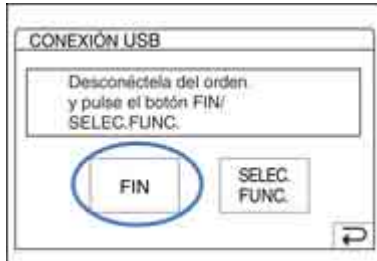 CONEXIÓN USB
Desconéctela del orden
y pulse el botón FIN/
SELEC.FUNC.
FIN
SELEC.
FUNC.